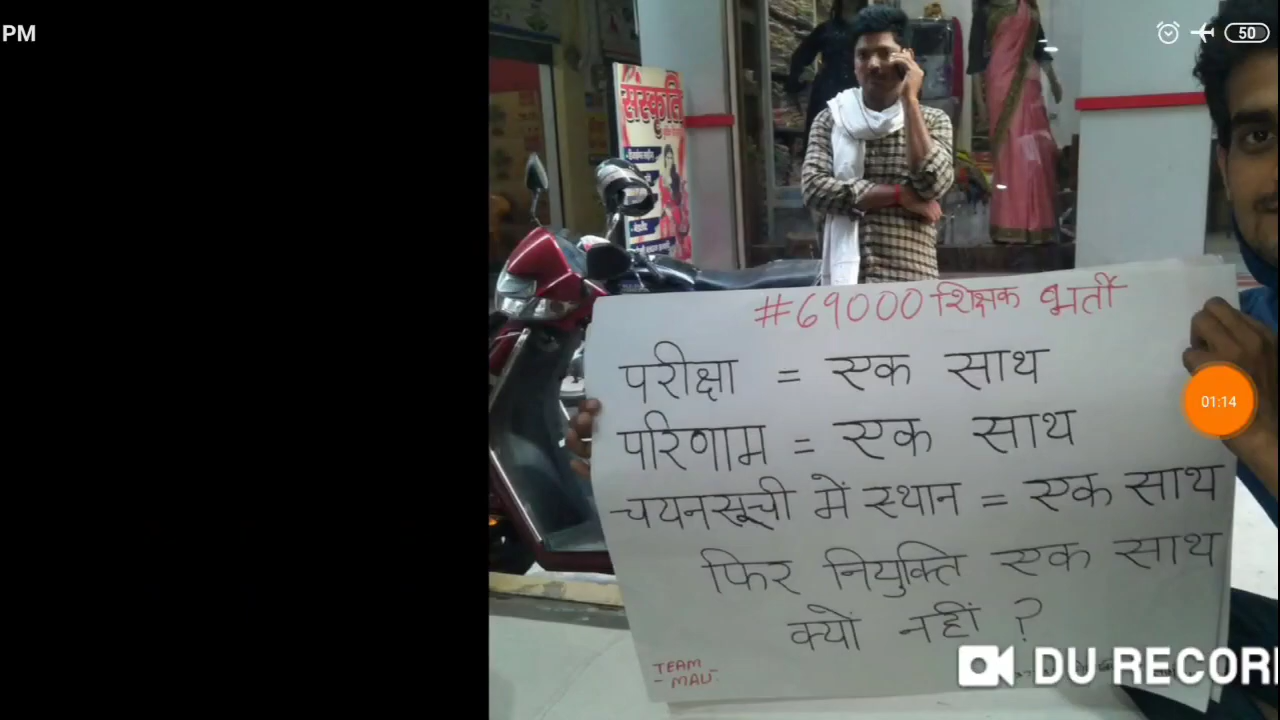 PM
50
संस्कृति
#69000 शिक्षक भर्ती
परीक्षा = एक साथ
परिणाम = एक साथ
चयनसूची में स्थान = एक साथ
फिर नियुक्ति एक साथ
क्यों नहीं ?
TEAM
- MAU-
01:14
DU RECOR